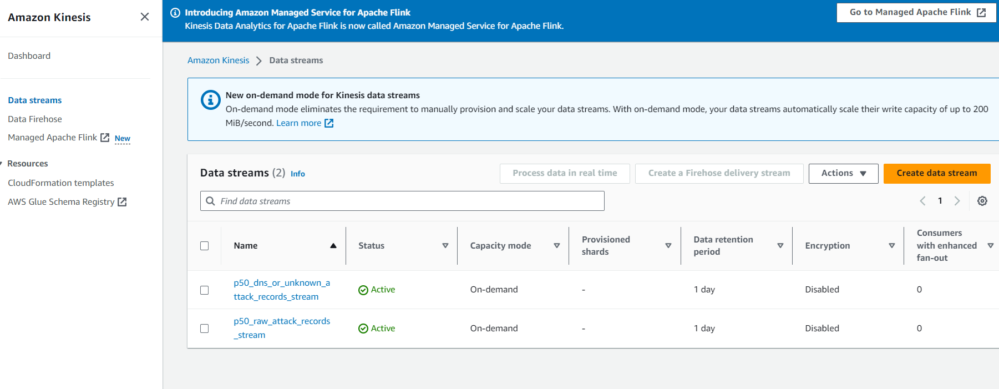 Amazon Kinesis
Dashboard
Data streams
Data Firehose
Managed Apache Flink New
Resources
CloudFormation templates
AWS Glue Schema Registry
Introducing Amazon Managed Service for Apache Flink
Kinesis Data Analytics for Apache Flink is now called Amazon Managed Service for Apache Flink.
Go to Managed Apache Flink
Amazon Kinesis > Data streams
New on-demand mode for Kinesis data streams
On-demand mode eliminates the requirement to manually provision and scale your data streams. With on-demand mode, your data streams automatically scale their write capacity of up to 200
MiB/second. Learn more
Data streams (2) Info
Process data in real time
Create a Firehose delivery stream
Actions
Create data stream
Find data streams
1
Name
Status
Capacity mode
Provisioned
shards
Data retention
period
Encryption
Consumers
with enhanced
fan-out
p50_dns_or_unknown_a
ttack_records_stream
Active
On-demand
-
1 day
Disabled
0
p50_raw_attack_records
_stream
Active
On-demand
-
1 day
Disabled
0